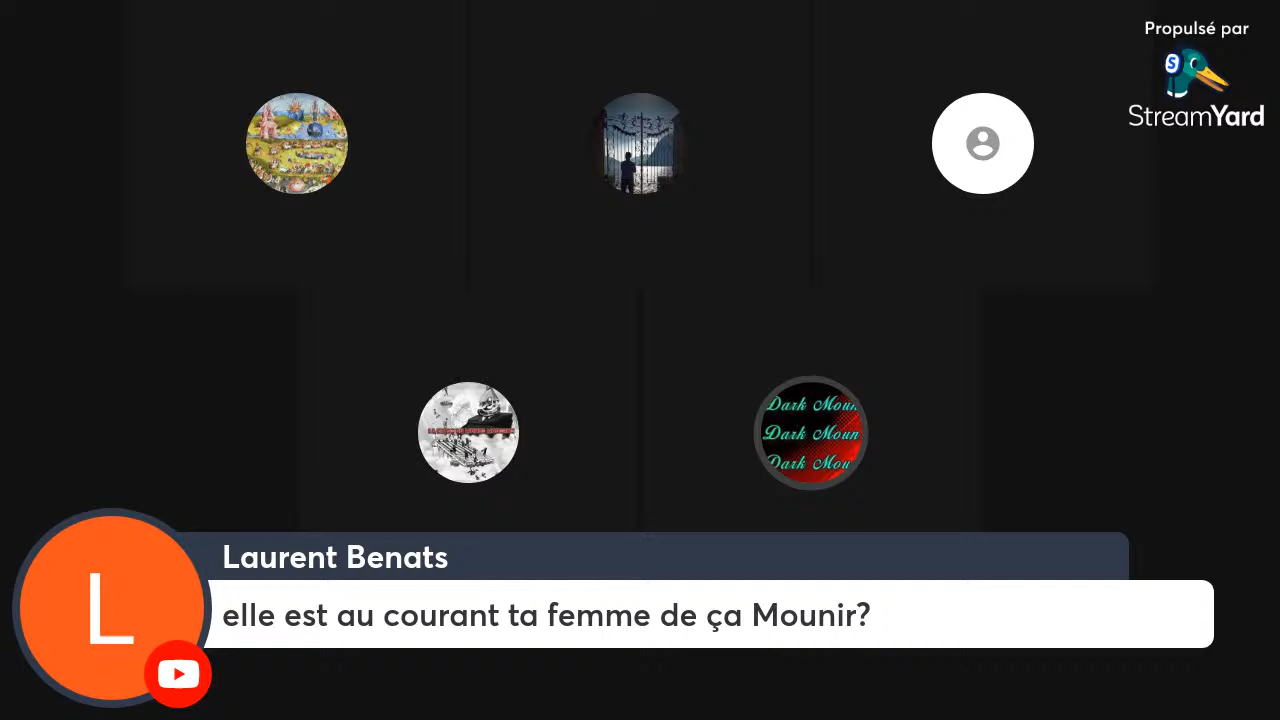 Propulsé par
StreamYard
Dark Moun
Dark Moun
Dark Mou
Laurent Benats
elle est au courant ta femme de ça Mounir?
L